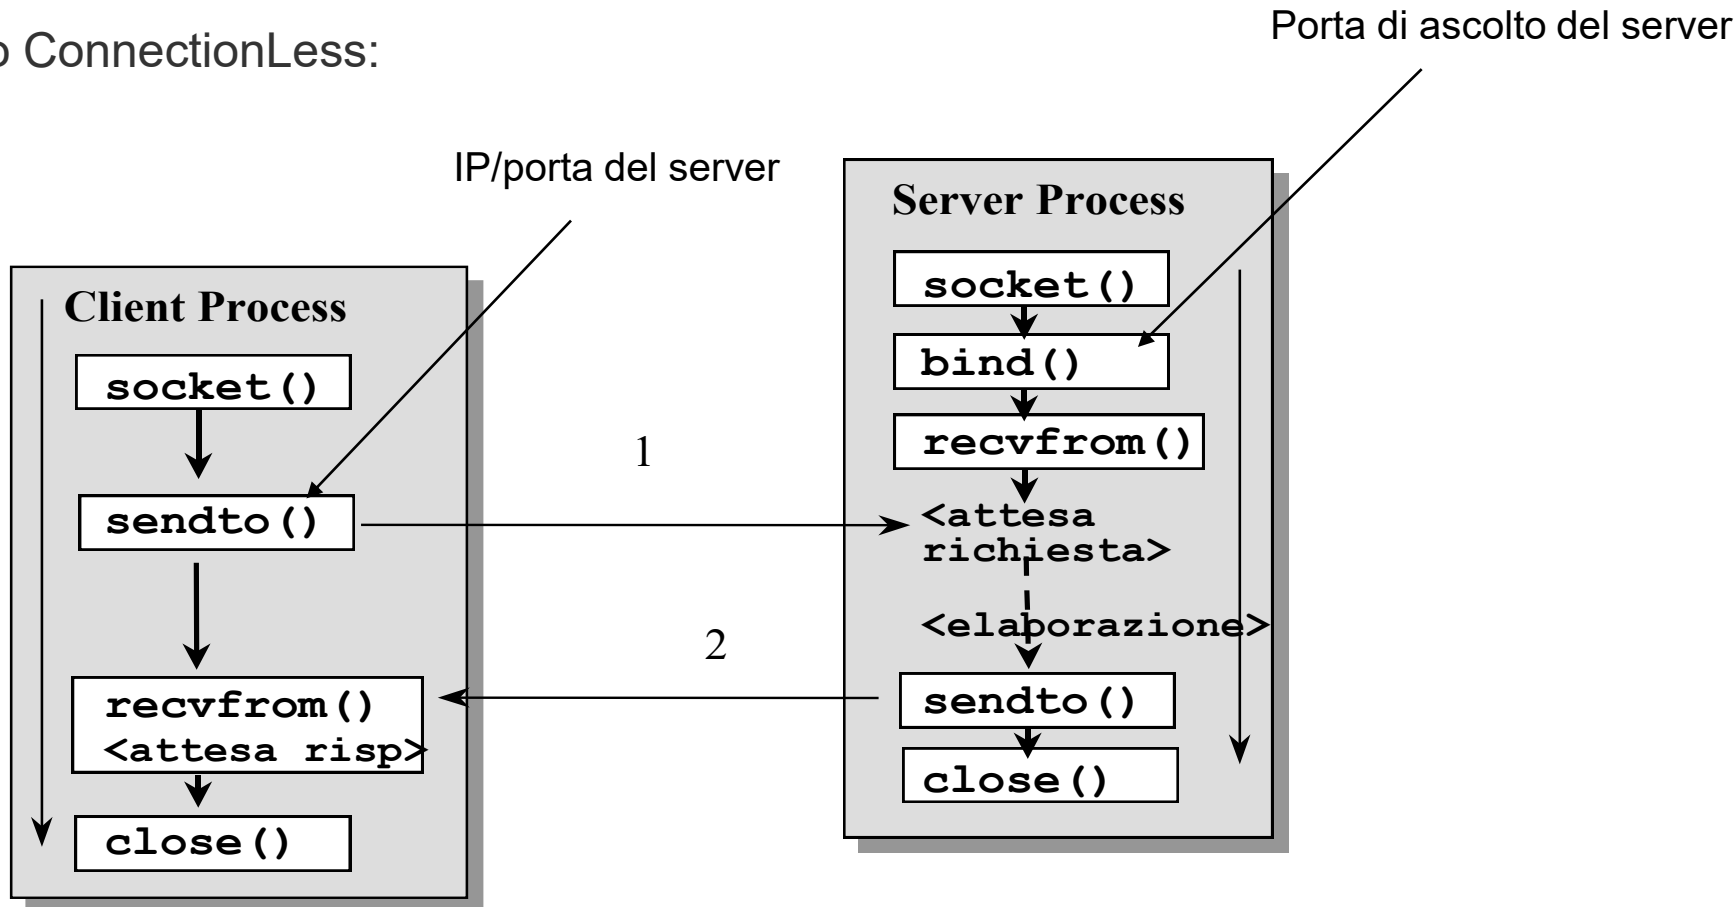 Porta di ascolto del server
o ConnectionLess:
IP/porta del server
Client Process
socket()
sendto()
recvfrom()
<attesa risp>
close()
1
2
Server Process
socket()
bind()
recvfrom()
<attesa
richiesta>
<elaborazione>
sendto()
close()